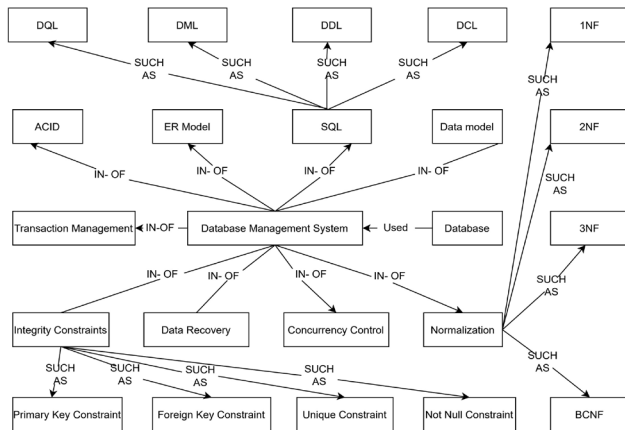 DQL
DML
DDL
DCL
1NF
SUCH
AS
SUCH
AS
SUCH
AS
SUCH
AS
SUCH
AS
ACID
ER Model
SQL
Data model
2NF
IN- OF
IN- OF
IN- OF
IN- OF
SUCH
AS
Transaction Management
IN-OF
Database Management System
Used
Database
3NF
IN- OF
IN- OF
IN- OF
IN- OF
SUCH
AS
Integrity Constraints
Data Recovery
Concurrency Control
Normalization
SUCH
AS
SUCH
AS
SUCH
AS
SUCH
AS
SUCH
AS
Primary Key Constraint
Foreign Key Constraint
Unique Constraint
Not Null Constraint
BCNF